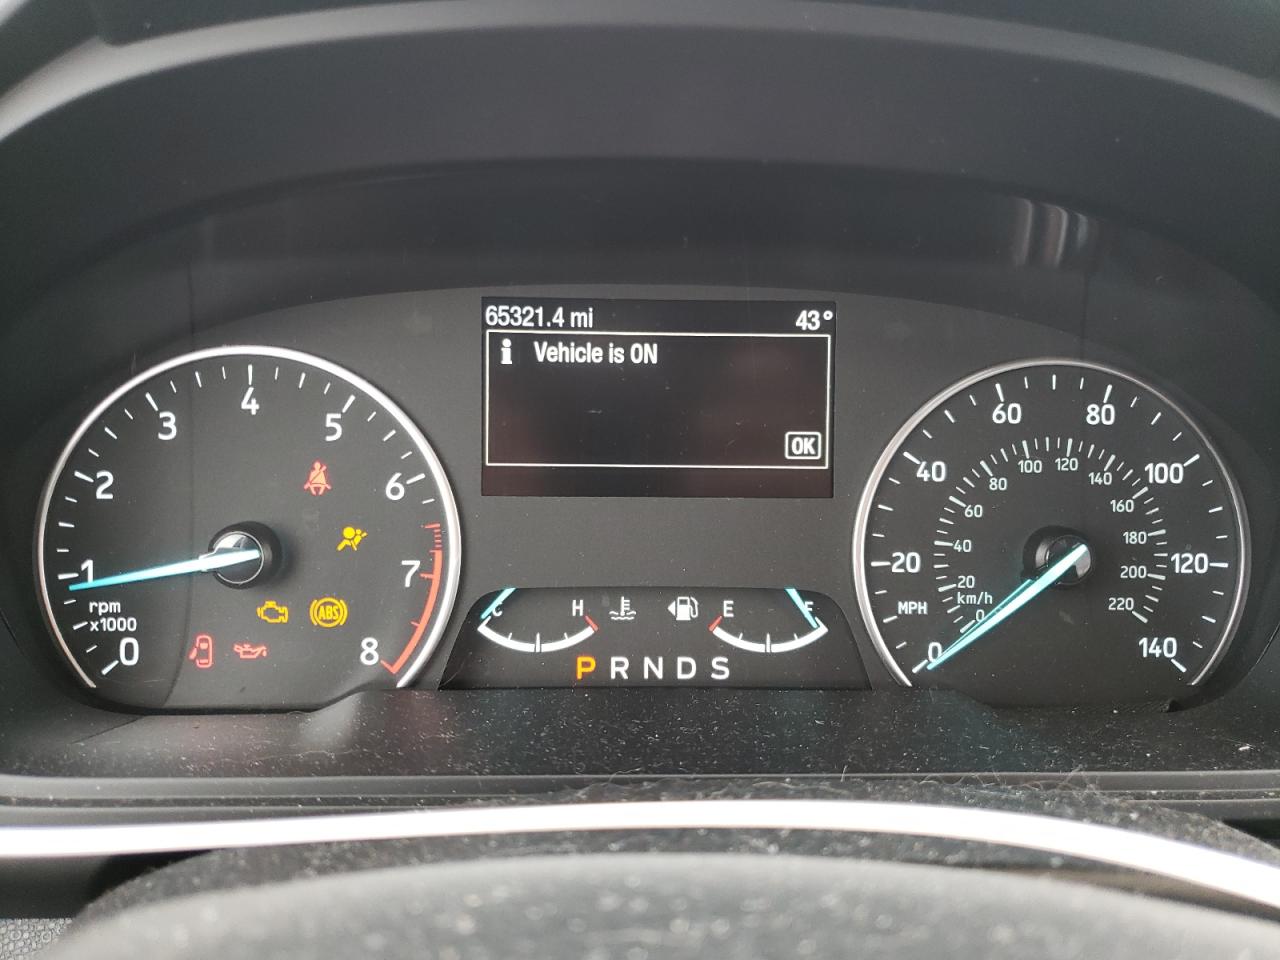 65321.4 mi 43°
i Vehicle is ON
OK
0 1 2 3 4 5 6 7 8
rpm
x1000
ABS
C H E F
P R N D S
0 20 40 60 80 100 120 140
MPH
0 20 40 60 80 100 120 140 160 180 200 220
km/h